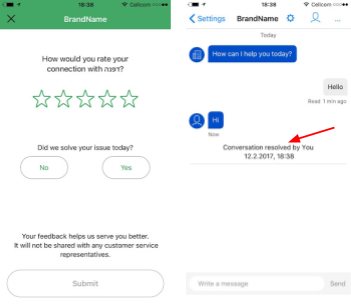 18:38
Cellcom
BrandName
How would you rate your
connection with דפנה?
Did we solve your issue today?
No
Yes
Your feedback helps us serve you better.
It will not be shared with any customer service
representatives.
Submit
18:38
Cellcom
Settings
BrandName
...
Today
How can I help you today?
Hello
Read 1 min ago
Hi
Now
Conversation resolved by You
12.2.2017, 18:38
Write a message
Send